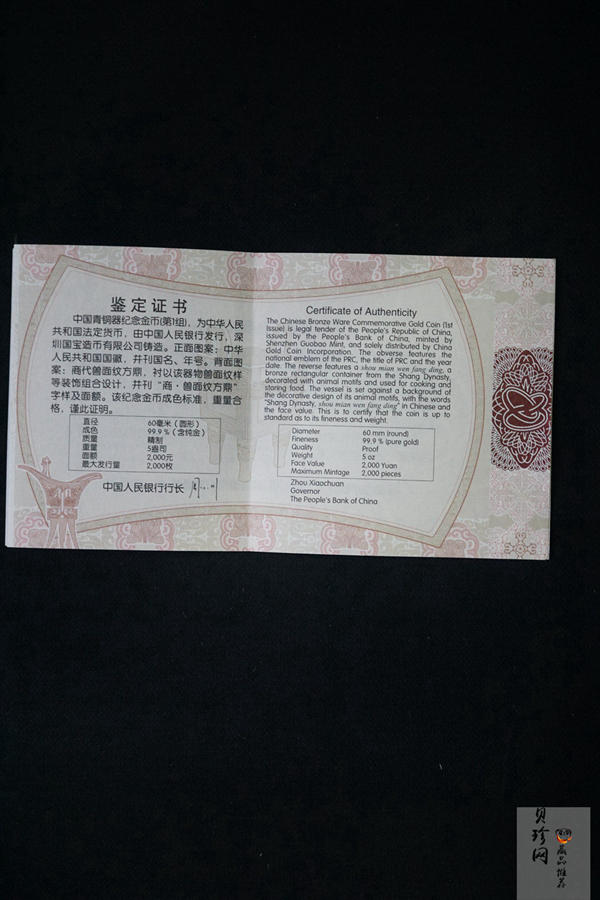 鉴定证书
中国青铜器纪念金币(第1组)，为中华人民
共和国法定货币，由中国人民银行发行，深
圳国宝造币有限公司铸造。正面图案：中华
人民共和国国徽，并刊国名、年号。背面图
案：商代兽面纹方鼎，衬以该器物兽面纹样
等装饰组合设计，并刊“商·兽面纹方鼎”
字样及面额。该纪念金币成色标准，重量合
格，谨此证明。
直径 60毫米（圆形）
成色 99.9％（含纯金）
质量 精制
重量 5盎司
面额 2,000元
最大发行量 2,000枚
中国人民银行行长
Certificate of Authenticity
The Chinese Bronze Ware Commemorative Gold Coin (1st
Issue) is legal tender of the People's Republic of China,
issued by the People's Bank of China, minted by
Shenzhen Guobao Mint, and solely distributed by China
Gold Coin Incorporation. The obverse features the
national emblem of the PRC, the title of PRC and the year
date. The reverse features a shou mian wen fang ding, a
bronze rectangular container from the Shang Dynasty,
decorated with animal motifs and used for cooking and
storing food. The vessel is set against a background of
the decorative design of its animal motifs, with the words
"Shang Dynasty, shou mian wen fang ding" in Chinese and
the face value. This is to certify that the coin is up to
standard as to its fineness and weight.
Diameter 60 mm (round)
Fineness 99.9 % (pure gold)
Quality Proof
Weight 5 oz
Face Value 2,000 Yuan
Maximum Mintage 2,000 pieces
Zhou Xiaochuan
Governor
The People's Bank of China
贝珍网
藏品推荐